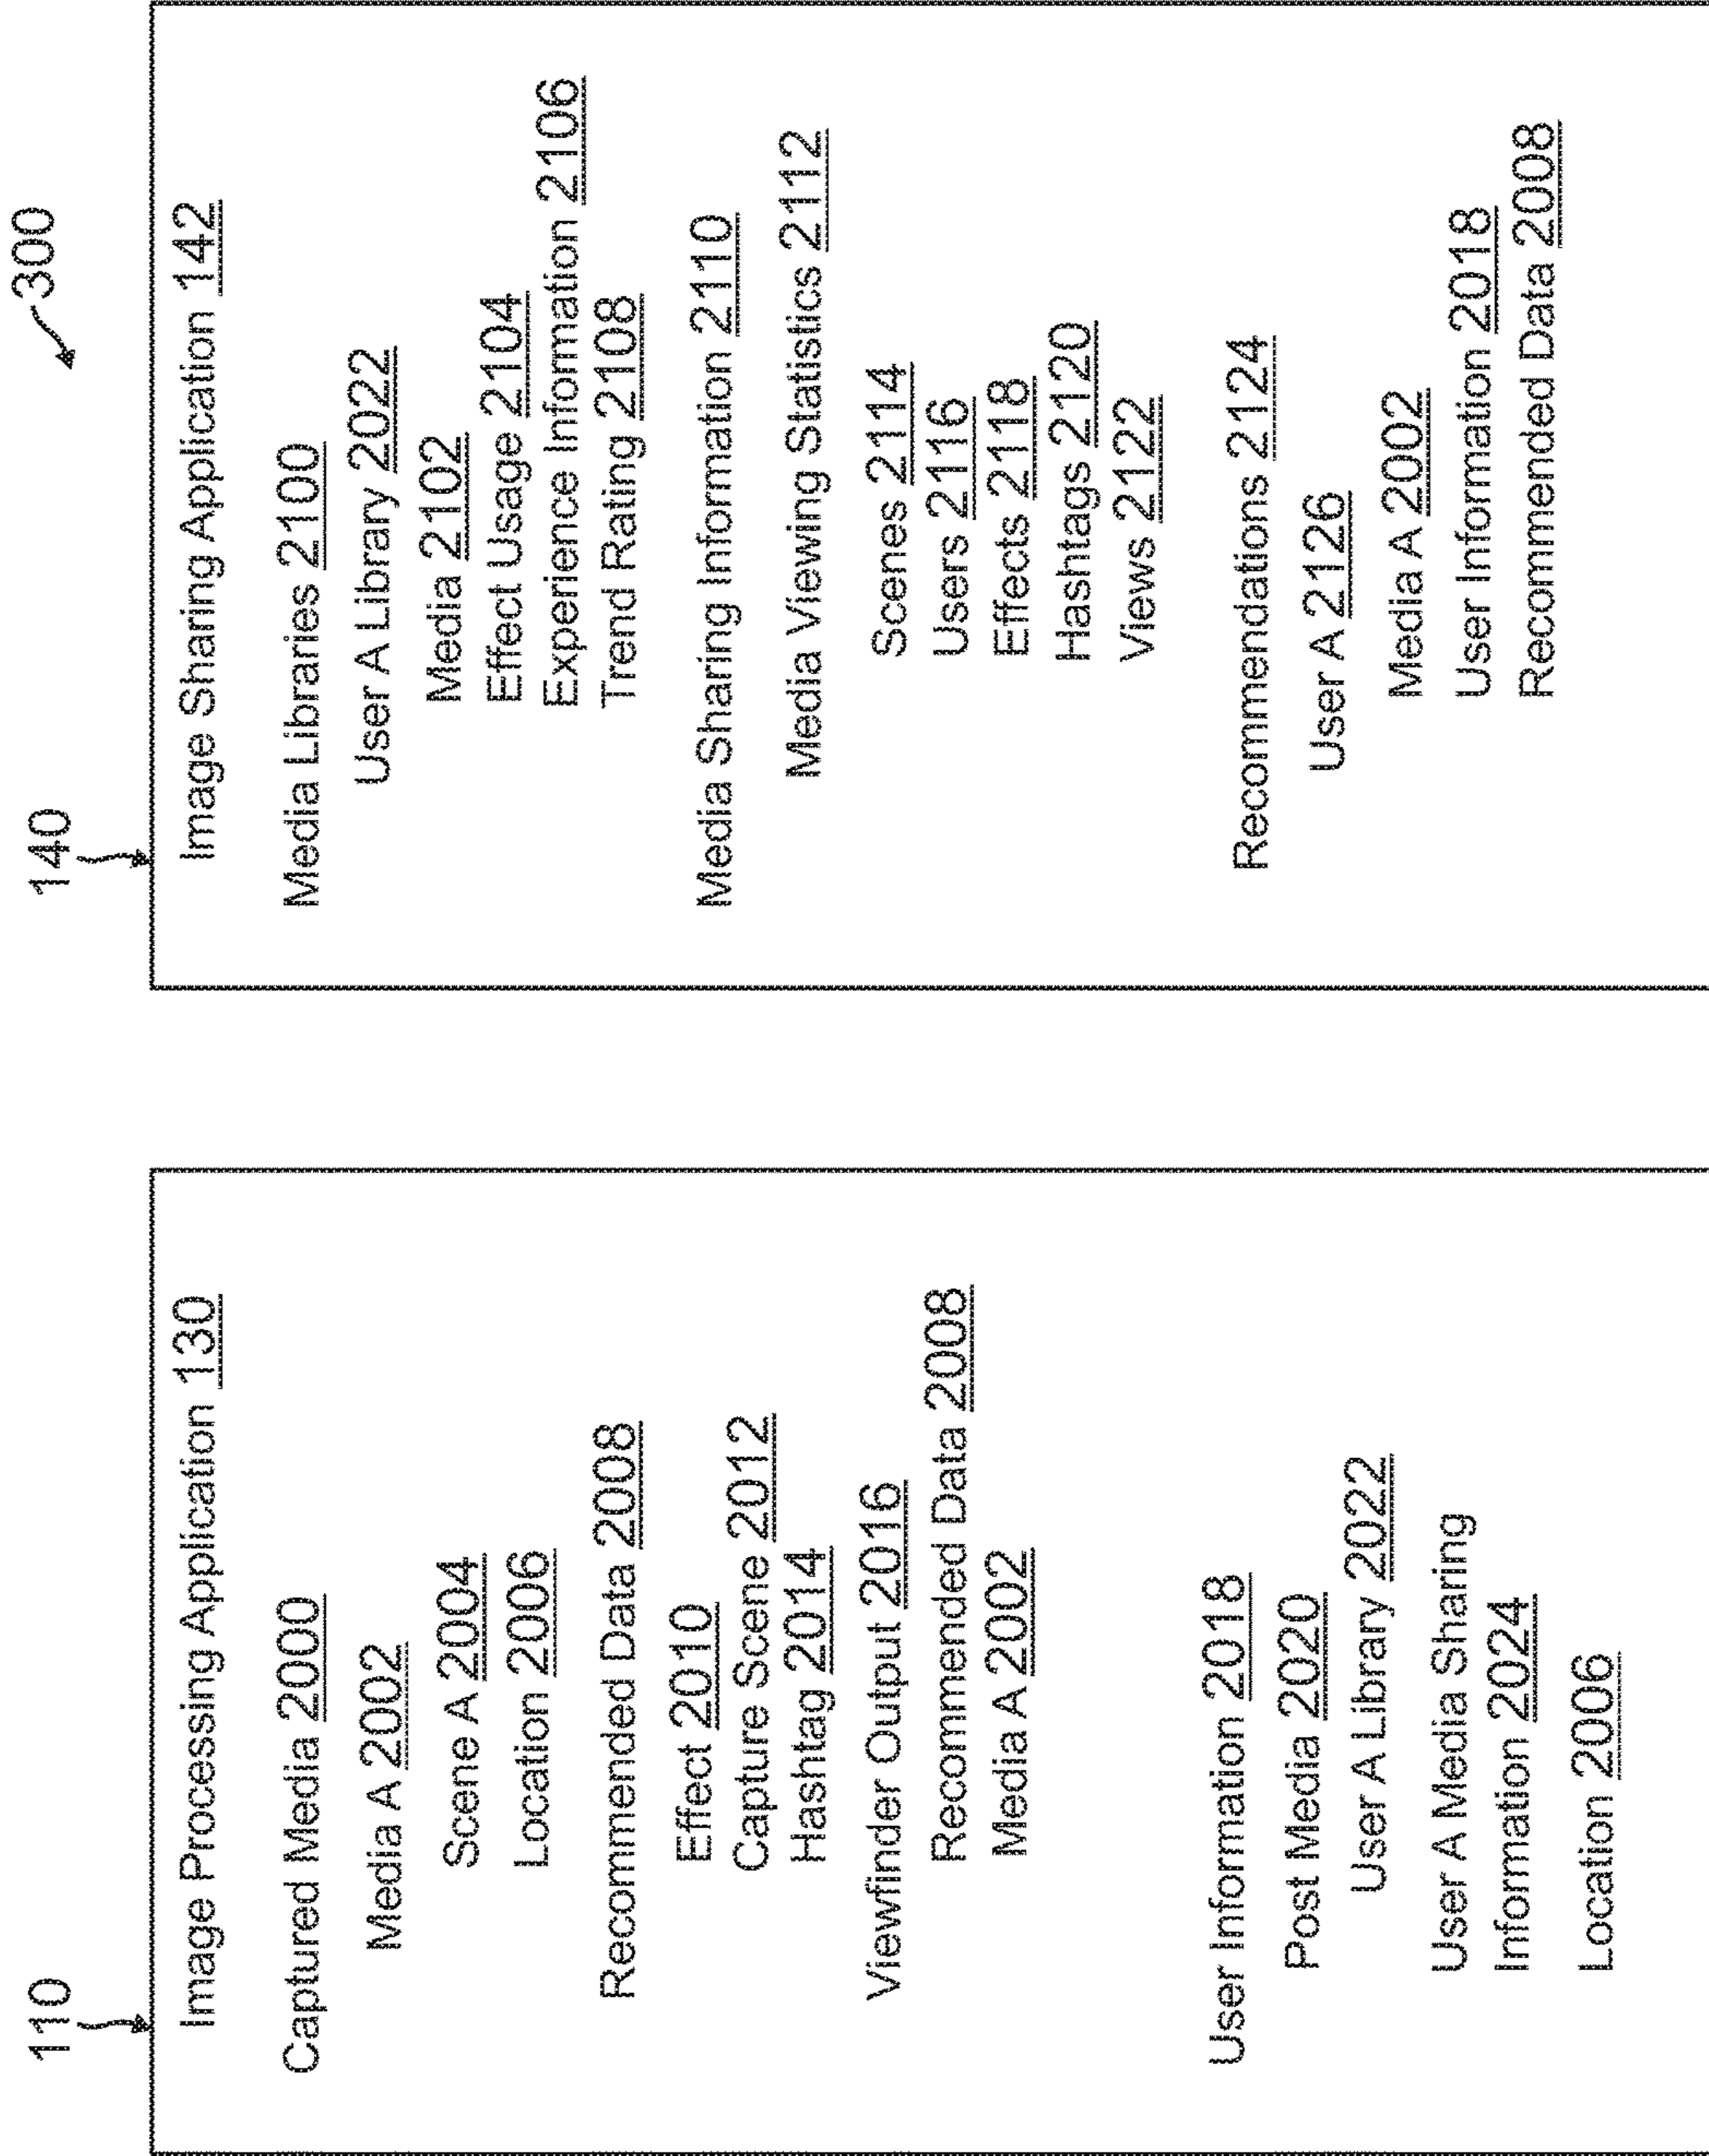 300
110
Image Processing Application 130
Captured Media 2000
Media A 2002
Scene A 2004
Location 2006
Recommended Data 2008
Effect 2010
Capture Scene 2012
Hashtag 2014
Viewfinder Output 2016
Recommended Data 2008
Media A 2002
User Information 2018
Post Media 2020
User A Library 2022
User A Media Sharing
Information 2024
Location 2006
140
Image Sharing Application 142
Media Libraries 2100
User A Library 2022
Media 2102
Effect Usage 2104
Experience Information 2106
Trend Rating 2108
Media Sharing Information 2110
Media Viewing Statistics 2112
Scenes 2114
Users 2116
Effects 2118
Hashtags 2120
Views 2122
Recommendations 2124
User A 2126
Media A 2002
User Information 2018
Recommended Data 2008